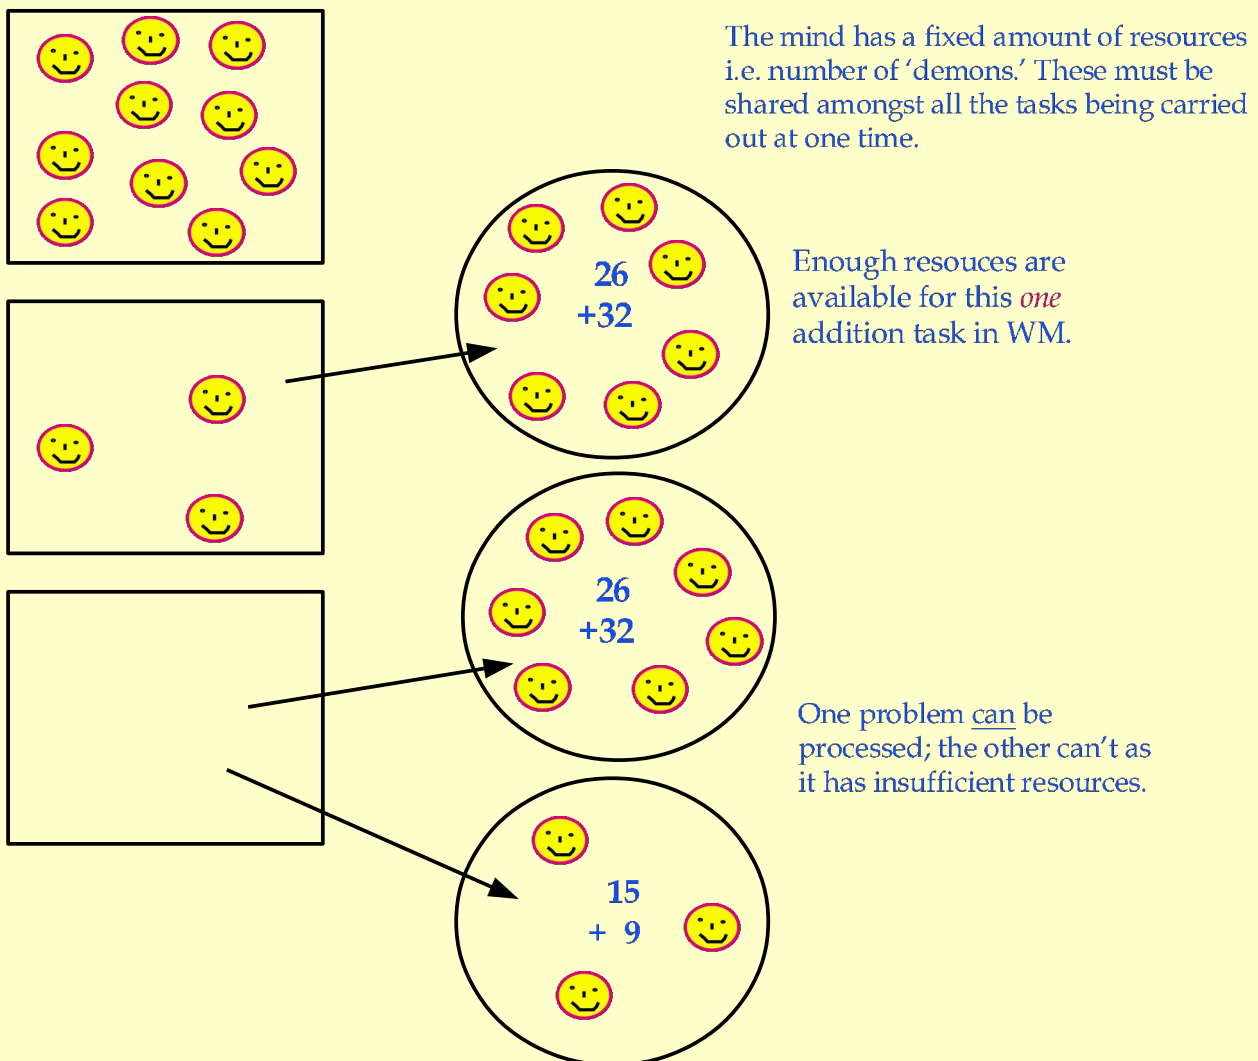 The mind has a fixed amount of resources
i.e. number of ‘demons.’ These must be
shared amongst all the tasks being carried
out at one time.
26
+32
Enough resouces are
available for this one
addition task in WM.
26
+32
One problem can be
processed; the other can’t as
it has insufficient resources.
15
+ 9